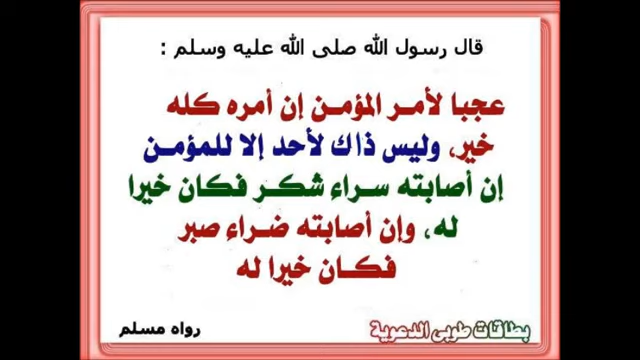 قال رسول الله صلى الله عليه وسلم :
عجبا لأمر المؤمن إن أمره كله
خير، وليس ذاك لأحد إلا للمؤمن
إن أصابته سراء شكر فكان خيرا
له، وإن أصابته ضراء صبر
فكان خيرا له
رواه مسلم
بطاقات طوبى الدعوية